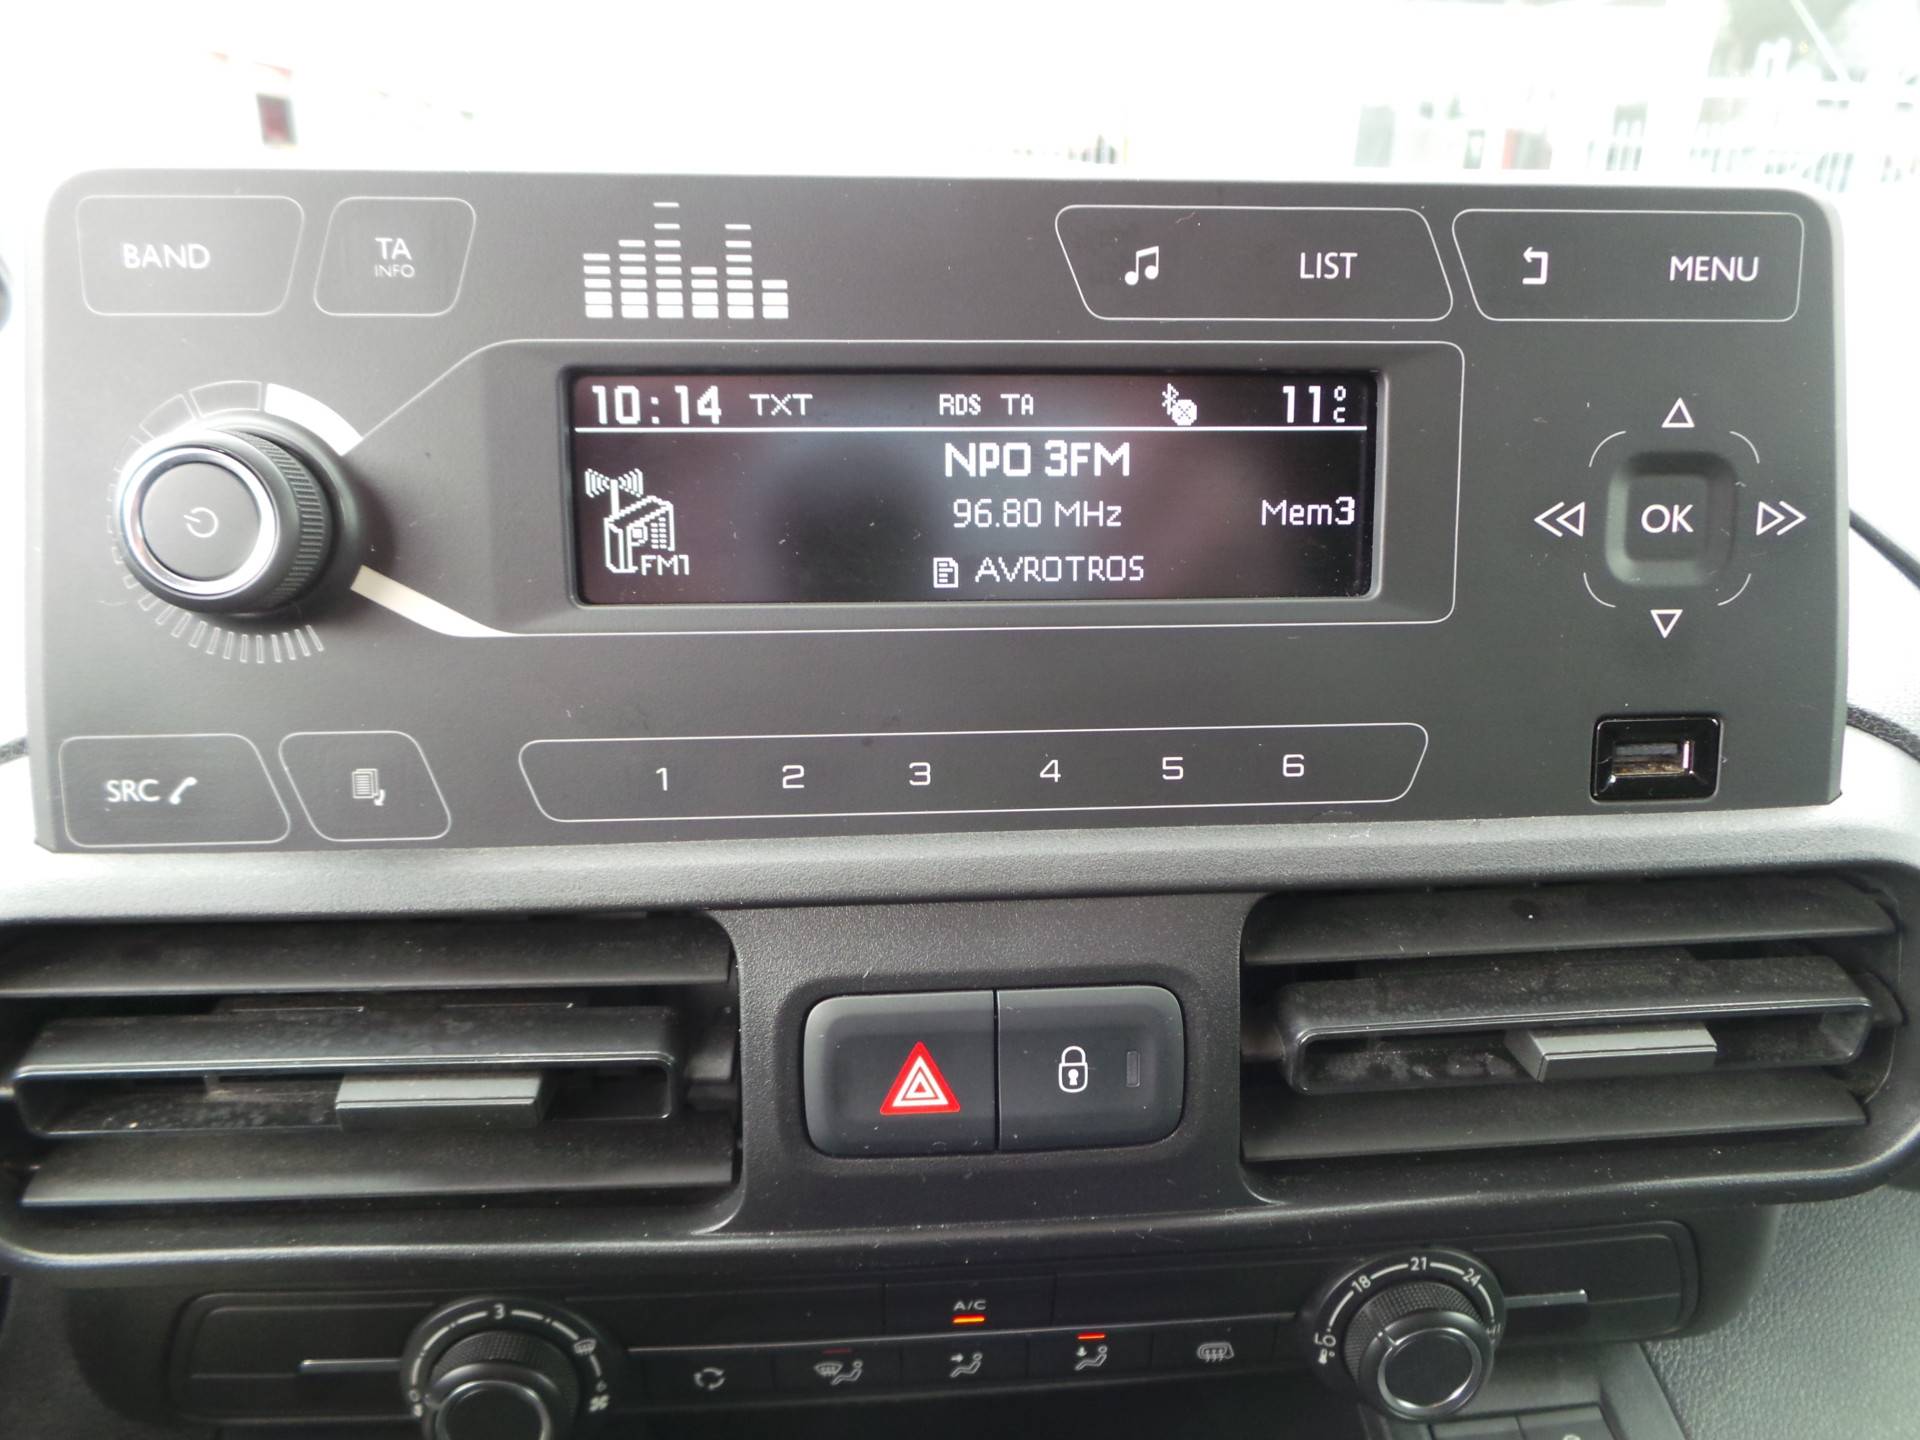 BAND
TA
INFO
LIST
MENU
10:14 TXT RDS TA 11°C
NPO 3FM
96.80 MHz Mem3
FM1 AVROTROS
OK
SRC
1 2 3 4 5 6
A/C
3
18 21 24